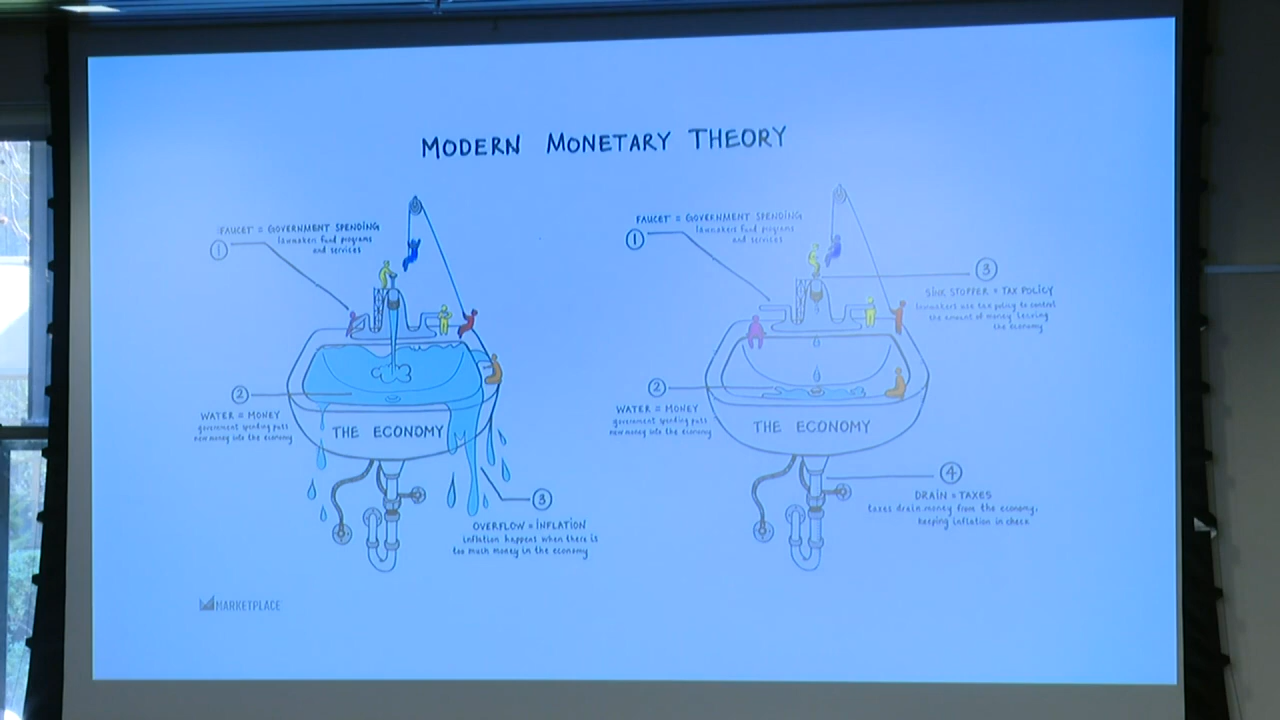 MODERN MONETARY THEORY
FAUCET = GOVERNMENT SPENDING
lawmakers fund programs
and services
1
2
WATER = MONEY
government spending puts
new money into the economy
THE ECONOMY
3
OVERFLOW = INFLATION
inflation happens when there is
too much money in the economy
MARKETPLACE
FAUCET = GOVERNMENT SPENDING
lawmakers fund programs
and services
1
3
SINK STOPPER = TAX POLICY
lawmakers use tax policy to control
the amount of money leaving
the economy
2
WATER = MONEY
government spending puts
new money into the economy
THE ECONOMY
4
DRAIN = TAXES
taxes drain money from the economy,
keeping inflation in check